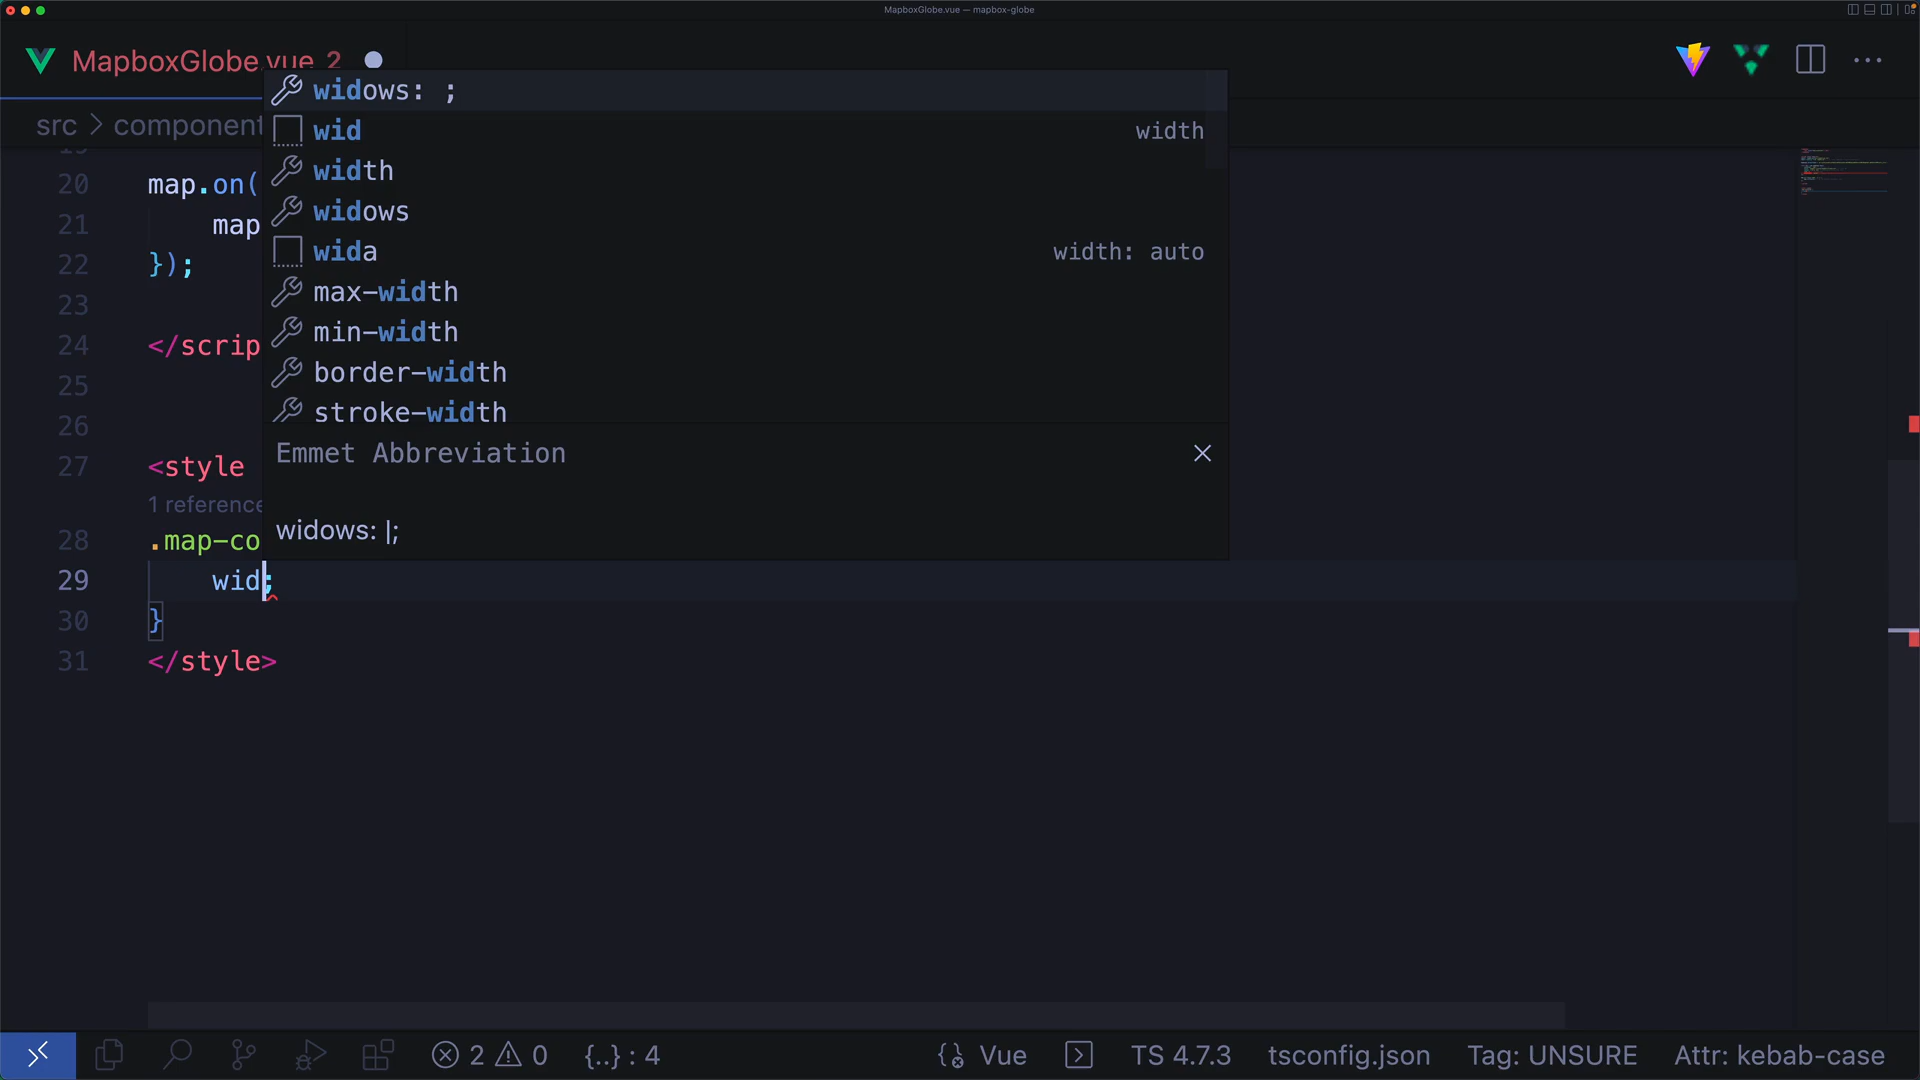 MapboxGlobe.vue — mapbox-globe
MapboxGlobe.vue 2
src > component
widows: ;
wid width
width
widows
wida width: auto
max-width
min-width
border-width
stroke-width
Emmet Abbreviation
widows: |;
19
20 map.on(
21 map
22 });
23
24 </scrip
25
26
27 <style
1 reference
28 .map-co
29 wid;
30 }
31 </style>
2 0 {..} : 4 Vue TS 4.7.3 tsconfig.json Tag: UNSURE Attr: kebab-case